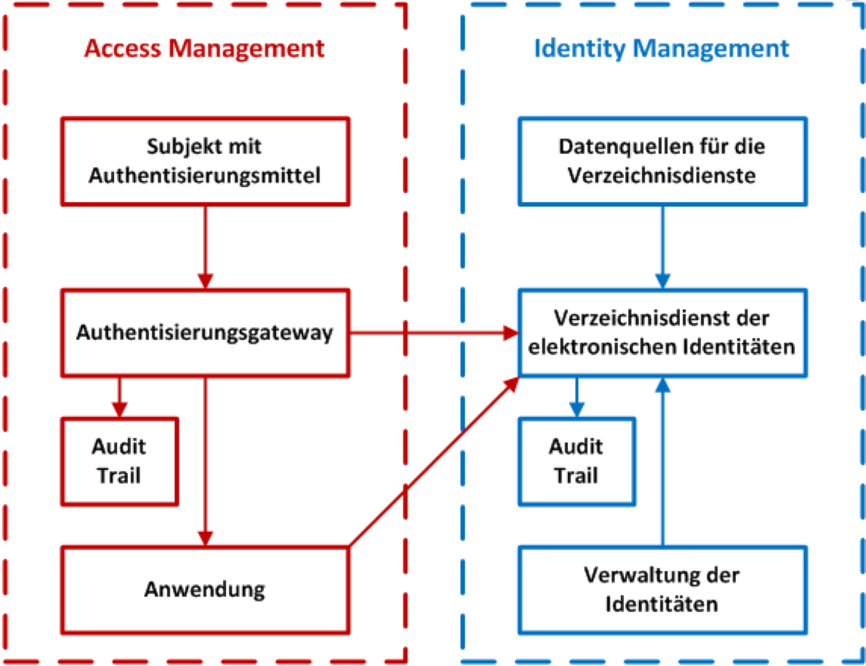 Access Management
Subjekt mit
Authentisierungsmittel
Authentisierungsgateway
Audit
Trail
Anwendung
Identity Management
Datenquellen für die
Verzeichnisdienste
Verzeichnisdienst der
elektronischen Identitäten
Audit
Trail
Verwaltung der
Identitäten